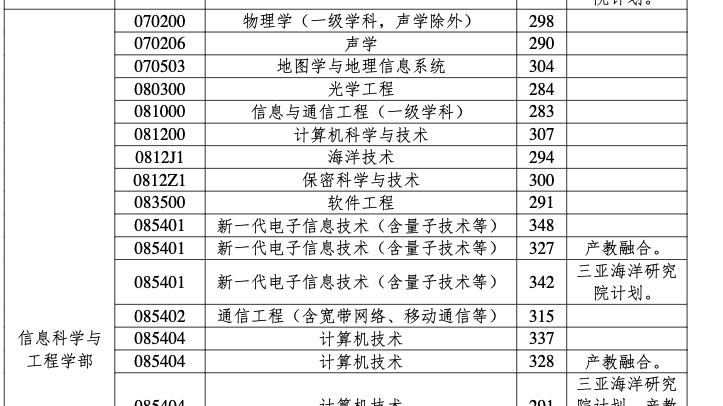 院计划。
070200 物理学（一级学科，声学除外） 298
070206 声学 290
070503 地图学与地理信息系统 304
080300 光学工程 284
081000 信息与通信工程（一级学科） 283
081200 计算机科学与技术 307
0812J1 海洋技术 294
0812Z1 保密科学与技术 300
083500 软件工程 291
085401 新一代电子信息技术（含量子技术等） 348
085401 新一代电子信息技术（含量子技术等） 327 产教融合。
085401 新一代电子信息技术（含量子技术等） 342 三亚海洋研究
院计划。
085402 通信工程（含宽带网络、移动通信等） 315
信息科学与
工程学部
085404 计算机技术 337
085404 计算机技术 328 产教融合。
085404 计算机技术 291 三亚海洋研究
院计划，产教